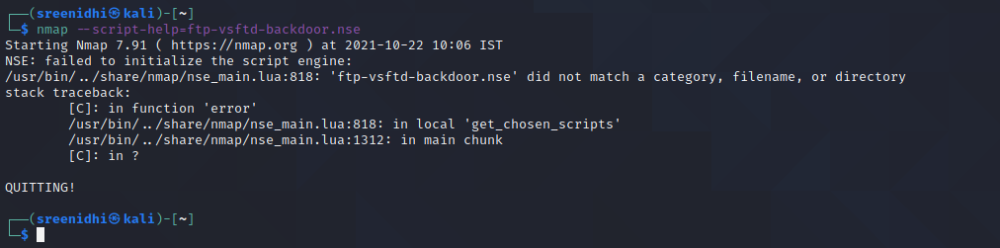 ┌──(sreenidhi㉿kali)-[~]
└─$ nmap --script-help=ftp-vsftd-backdoor.nse
Starting Nmap 7.91 ( https://nmap.org ) at 2021-10-22 10:06 IST
NSE: failed to initialize the script engine:
/usr/bin/../share/nmap/nse_main.lua:818: 'ftp-vsftd-backdoor.nse' did not match a category, filename, or directory
stack traceback:
        [C]: in function 'error'
        /usr/bin/../share/nmap/nse_main.lua:818: in local 'get_chosen_scripts'
        /usr/bin/../share/nmap/nse_main.lua:1312: in main chunk
        [C]: in ?

QUITTING!

┌──(sreenidhi㉿kali)-[~]
└─$